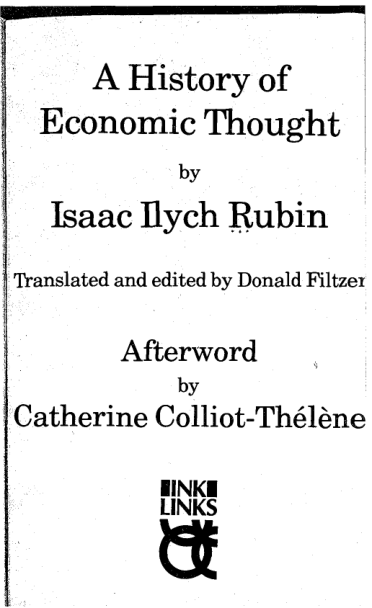 A History of
Economic Thought
by
Isaac Ilych Rubin
Translated and edited by Donald Filtzer
Afterword
by
Catherine Colliot-Thélène
INK
LINKS